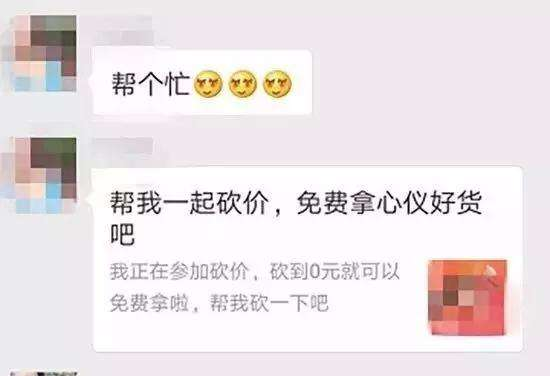 帮个忙
帮我一起砍价，免费拿心仪好货
吧
我正在参加砍价，砍到0元就可以
免费拿啦，帮我砍一下吧